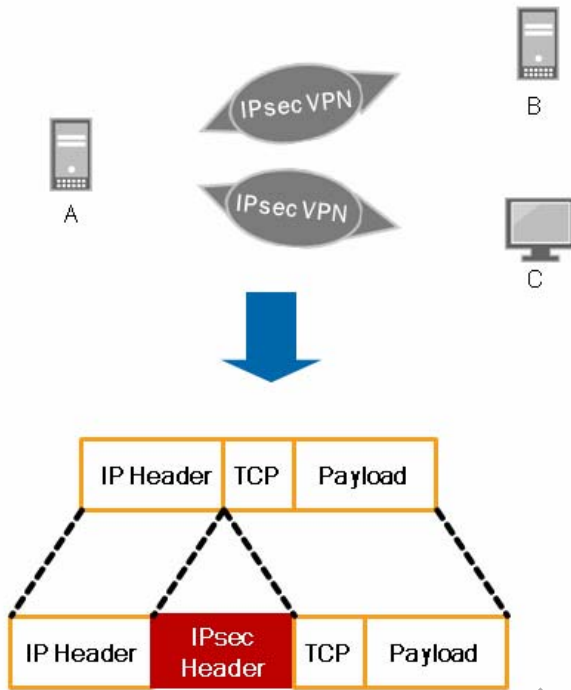 IPsec VPN
B
A
IPsec VPN
C
IP Header TCP Payload
IP Header IPsec Header TCP Payload